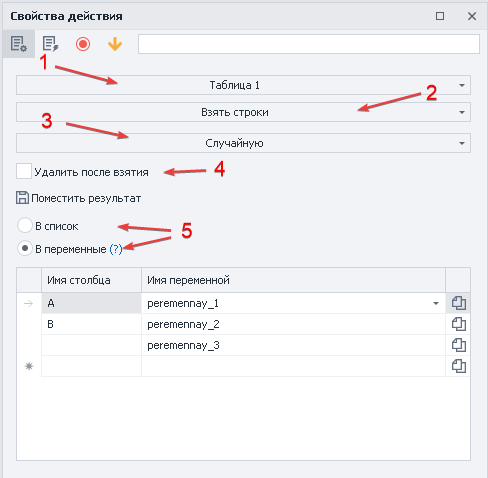 Свойства действия
1
Таблица 1
2
Взять строки
3
Случайную
Удалить после взятия
4
Поместить результат
В список
5
В переменные (?)
Имя столбца Имя переменной
A peremennay_1
B peremennay_2
peremennay_3